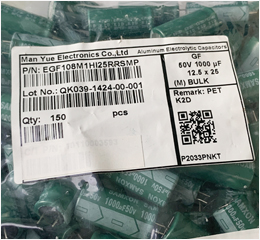 Man Yue Electronics Co.,Ltd
Aluminum Electrolytic Capacitors
P/N: EGF108M1HI25RRSMP
Lot No.: QK039-1424-00-001
Qty: 150 pcs
GF
50V 1000 µF
12.5 x 25
(M) BULK
Remark: PET
K2D
P2033PNKT